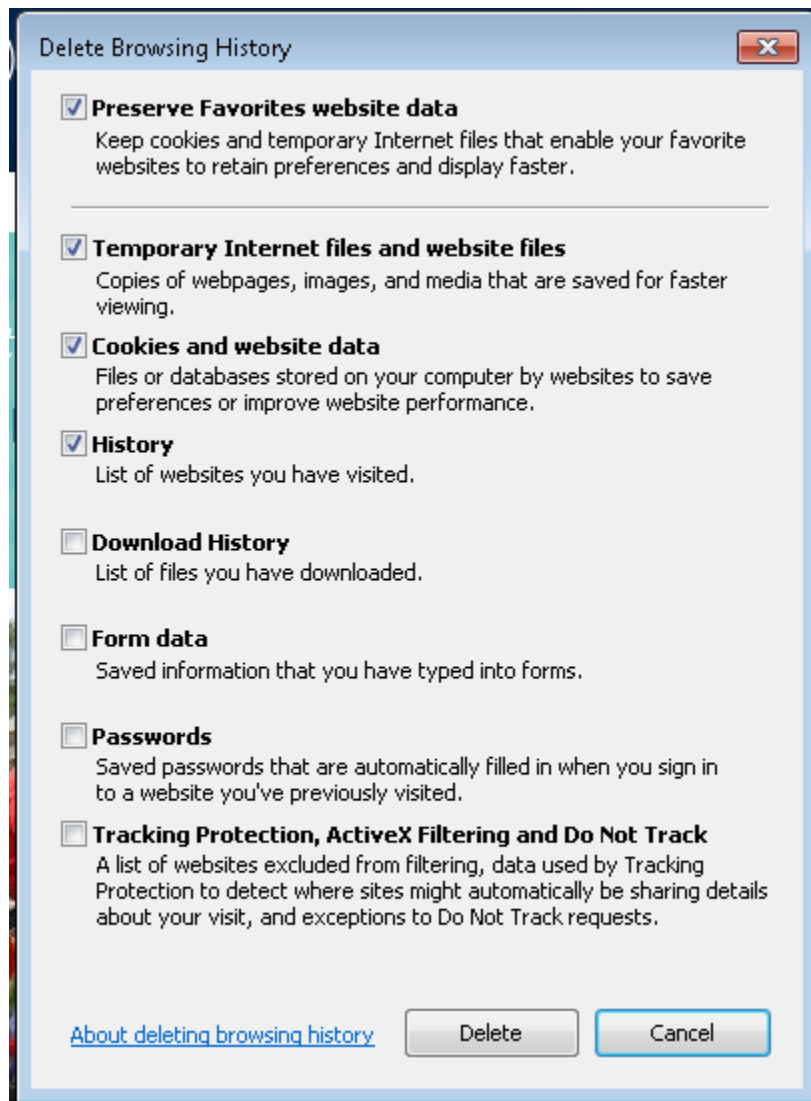 Delete Browsing History
Preserve Favorites website data
Keep cookies and temporary Internet files that enable your favorite
websites to retain preferences and display faster.
Temporary Internet files and website files
Copies of webpages, images, and media that are saved for faster
viewing.
Cookies and website data
Files or databases stored on your computer by websites to save
preferences or improve website performance.
History
List of websites you have visited.
Download History
List of files you have downloaded.
Form data
Saved information that you have typed into forms.
Passwords
Saved passwords that are automatically filled in when you sign in
to a website you've previously visited.
Tracking Protection, ActiveX Filtering and Do Not Track
A list of websites excluded from filtering, data used by Tracking
Protection to detect where sites might automatically be sharing details
about your visit, and exceptions to Do Not Track requests.
About deleting browsing history
Delete
Cancel